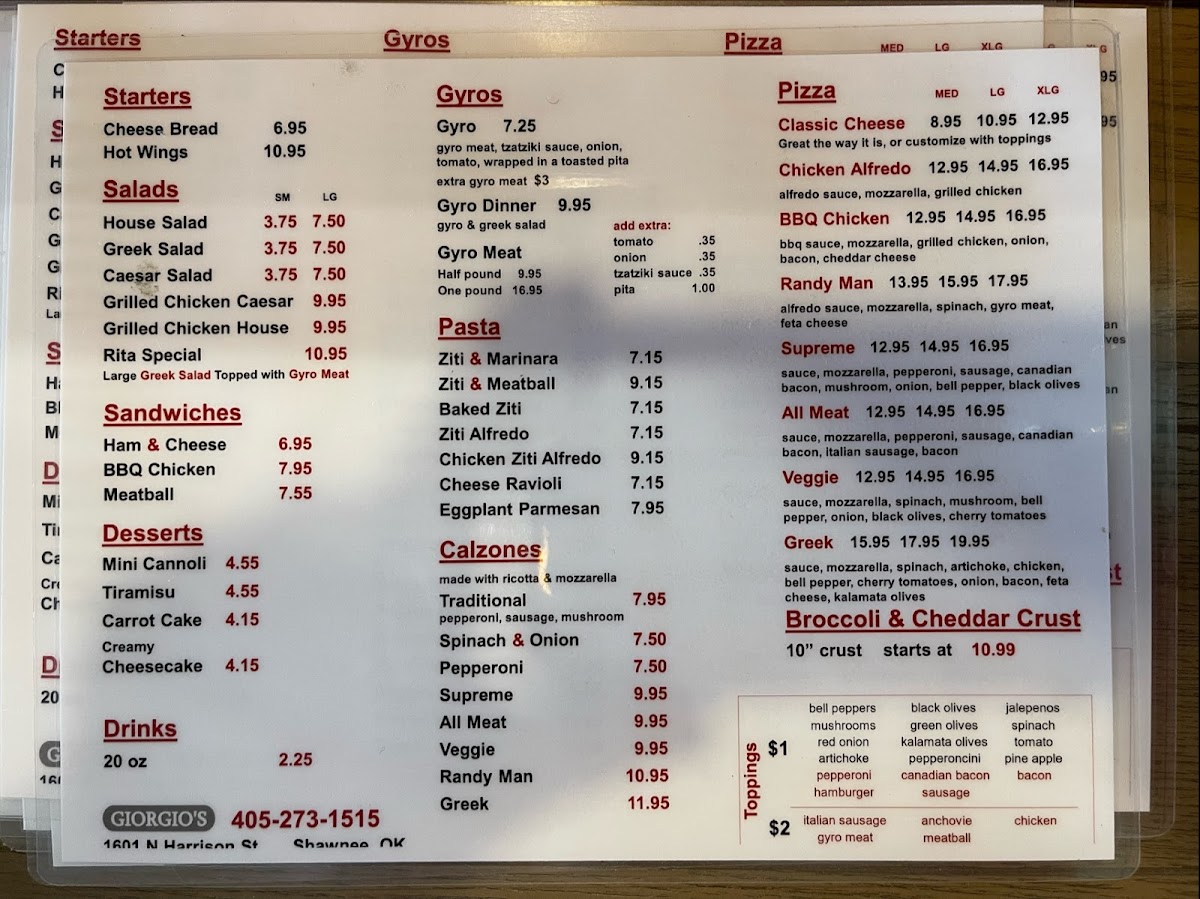 Starters
Gyros
Pizza
MED LG XLG
Starters
Cheese Bread 6.95
Hot Wings 10.95
Salads SM LG
House Salad 3.75 7.50
Greek Salad 3.75 7.50
Caesar Salad 3.75 7.50
Grilled Chicken Caesar 9.95
Grilled Chicken House 9.95
Rita Special 10.95
Large Greek Salad Topped with Gyro Meat
Sandwiches
Ham & Cheese 6.95
BBQ Chicken 7.95
Meatball 7.55
Desserts
Mini Cannoli 4.55
Tiramisu 4.55
Carrot Cake 4.15
Creamy
Cheesecake 4.15
Drinks
20 oz 2.25
GIORGIO'S 405-273-1515
1601 N Harrison St Shawnee, OK
Gyros
Gyro 7.25
gyro meat, tzatziki sauce, onion,
tomato, wrapped in a toasted pita
extra gyro meat $3
Gyro Dinner 9.95
gyro & greek salad
Gyro Meat
Half pound 9.95
One pound 16.95
add extra:
tomato .35
onion .35
tzatziki sauce .35
pita 1.00
Pasta
Ziti & Marinara 7.15
Ziti & Meatball 9.15
Baked Ziti 7.15
Ziti Alfredo 7.15
Chicken Ziti Alfredo 9.15
Cheese Ravioli 7.15
Eggplant Parmesan 7.95
Calzones
made with ricotta & mozzarella
Traditional 7.95
pepperoni, sausage, mushroom
Spinach & Onion 7.50
Pepperoni 7.50
Supreme 9.95
All Meat 9.95
Veggie 9.95
Randy Man 10.95
Greek 11.95
Pizza MED LG XLG
Classic Cheese 8.95 10.95 12.95
Great the way it is, or customize with toppings
Chicken Alfredo 12.95 14.95 16.95
alfredo sauce, mozzarella, grilled chicken
BBQ Chicken 12.95 14.95 16.95
bbq sauce, mozzarella, grilled chicken, onion,
bacon, cheddar cheese
Randy Man 13.95 15.95 17.95
alfredo sauce, mozzarella, spinach, gyro meat,
feta cheese
Supreme 12.95 14.95 16.95
sauce, mozzarella, pepperoni, sausage, canadian
bacon, mushroom, onion, bell pepper, black olives
All Meat 12.95 14.95 16.95
sauce, mozzarella, pepperoni, sausage, canadian
bacon, italian sausage, bacon
Veggie 12.95 14.95 16.95
sauce, mozzarella, spinach, mushroom, bell
pepper, onion, black olives, cherry tomatoes
Greek 15.95 17.95 19.95
sauce, mozzarella, spinach, artichoke, chicken,
bell pepper, cherry tomatoes, onion, bacon, feta
cheese, kalamata olives
Broccoli & Cheddar Crust
10” crust starts at 10.99
Toppings
$1
bell peppers black olives jalepenos
mushrooms green olives spinach
red onion kalamata olives tomato
artichoke pepperoncini pine apple
pepperoni canadian bacon bacon
hamburger sausage
$2
italian sausage anchovie chicken
gyro meat meatball